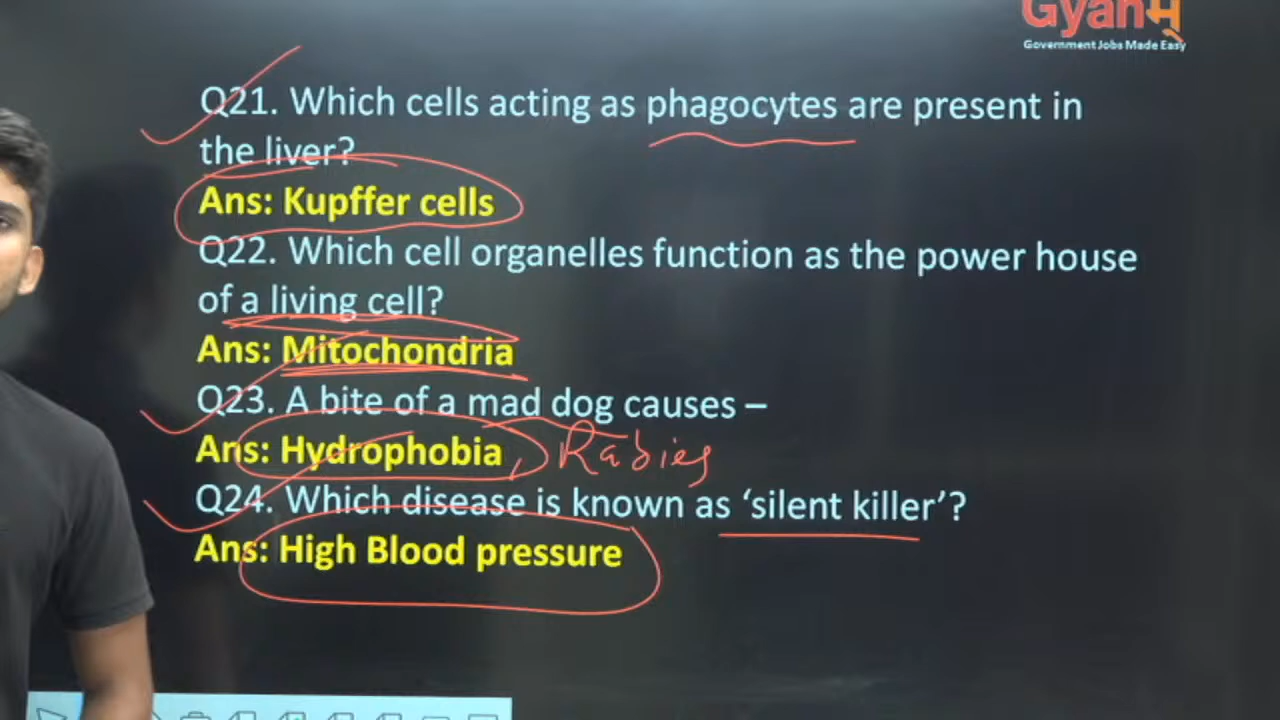 Gyanम्
Government Jobs Made Easy
Q21. Which cells acting as phagocytes are present in
the liver?
Ans: Kupffer cells
Q22. Which cell organelles function as the power house
of a living cell?
Ans: Mitochondria
Q23. A bite of a mad dog causes –
Ans: Hydrophobia, Rabies
Q24. Which disease is known as ‘silent killer’?
Ans: High Blood pressure